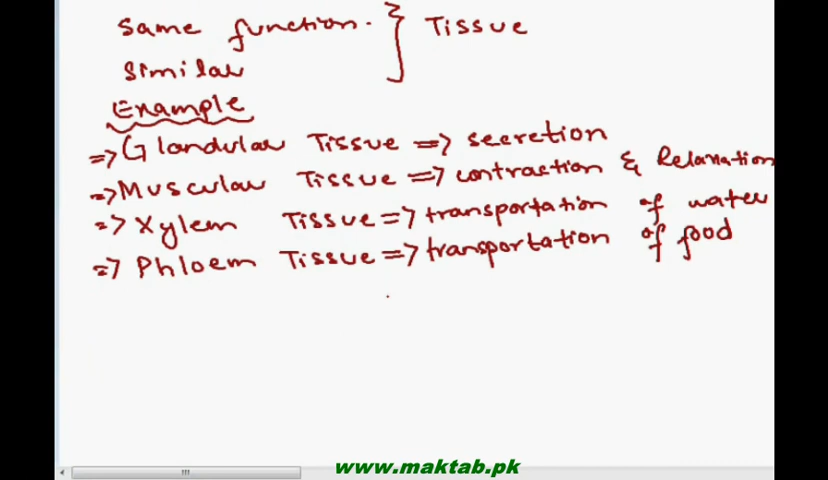 Same function. } Tissue
Similar
Example
=> Glandular Tissue => secretion
=> Muscular Tissue => contraction & Relaxation
=> Xylem Tissue => transportation of water
=> Phloem Tissue => transportation of food
www.maktab.pk